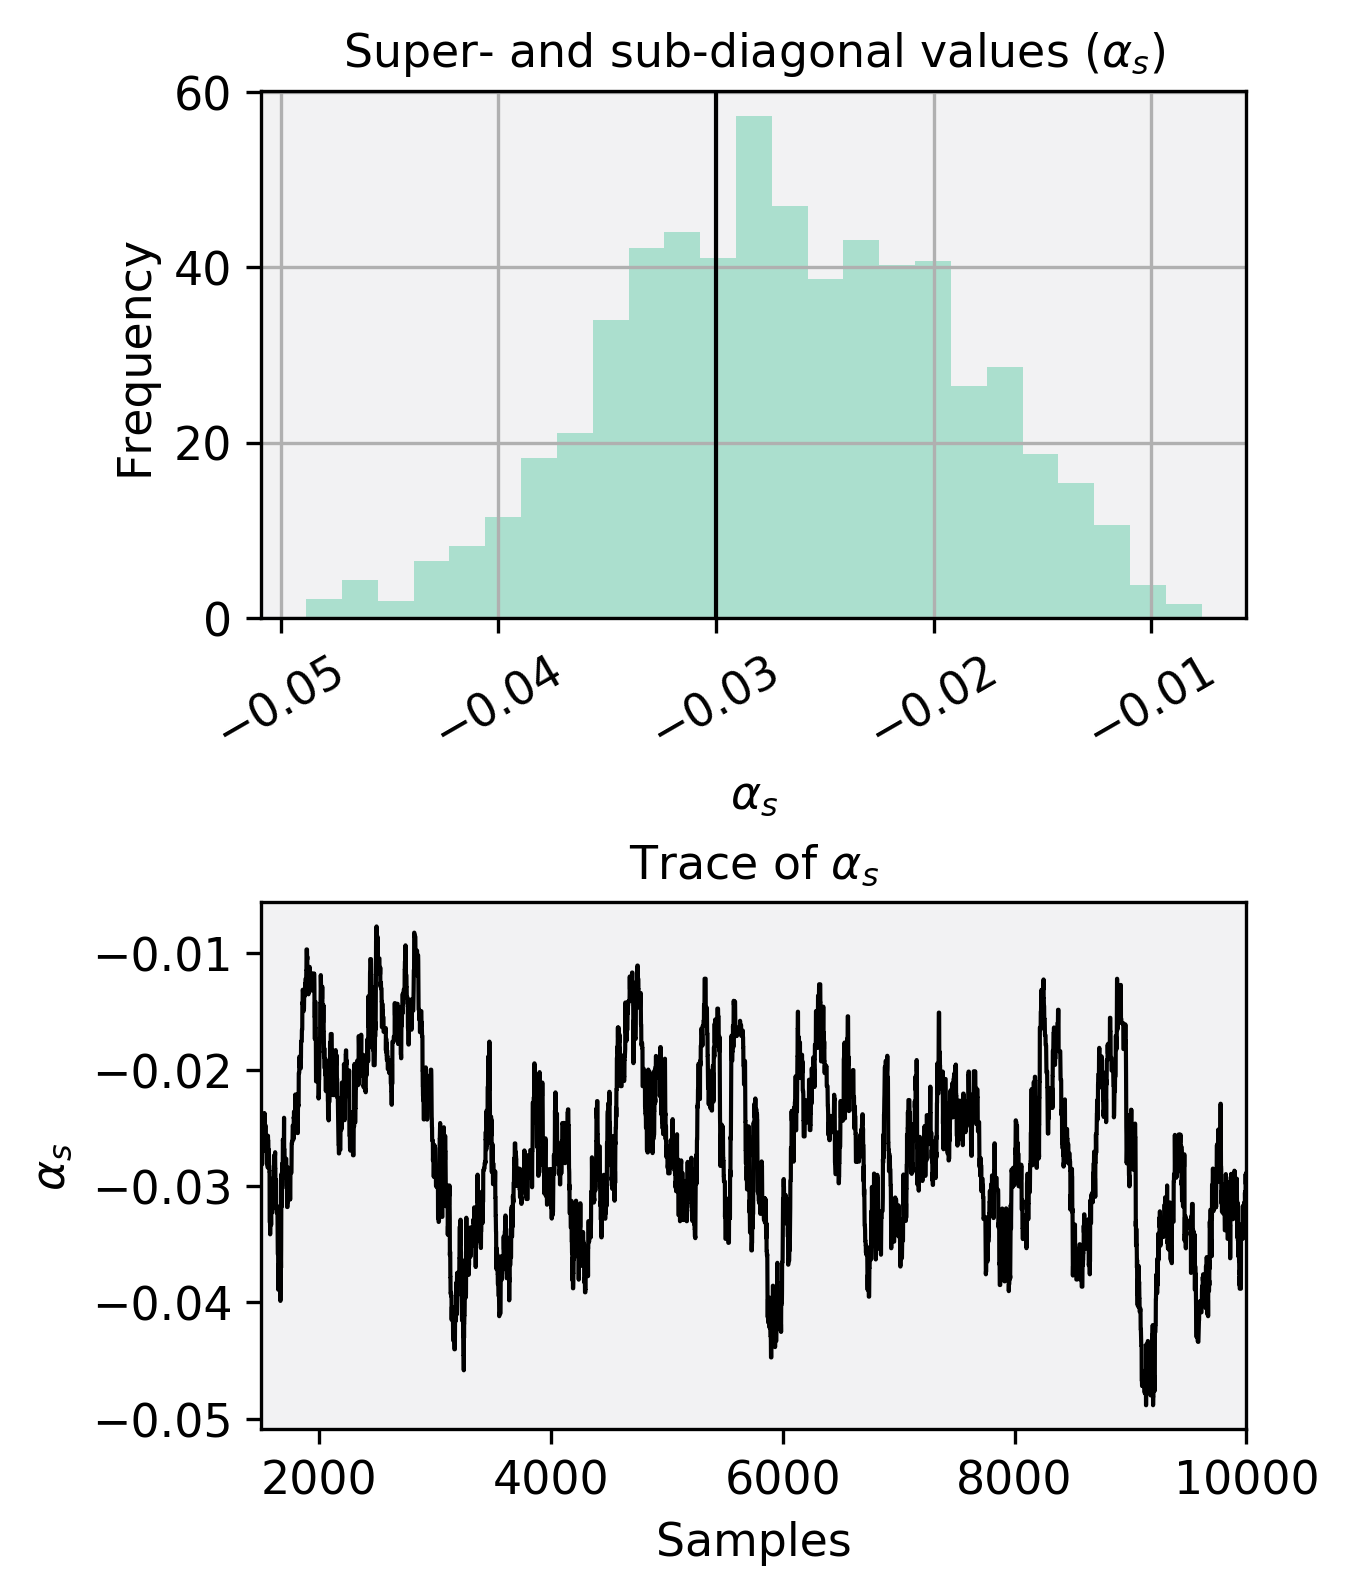 Super- and sub-diagonal values (αₛ)
60
40
20
0
Frequency
−0.05 −0.04 −0.03 −0.02 −0.01
αₛ
Trace of αₛ
−0.01
−0.02
−0.03
−0.04
−0.05
αₛ
2000 4000 6000 8000 10000
Samples